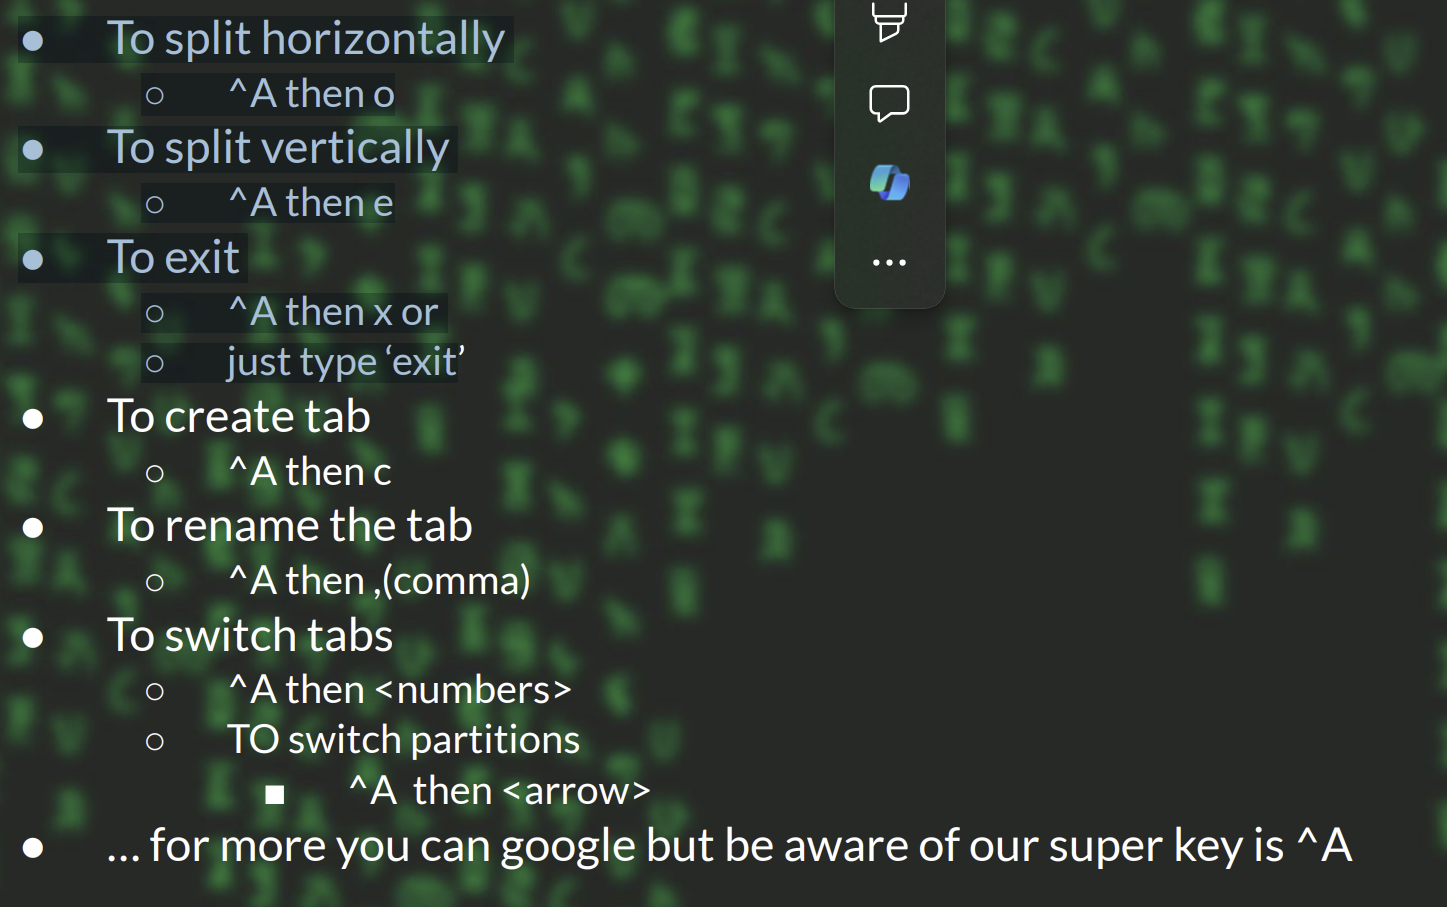 ● To split horizontally
○ ^A then o
● To split vertically
○ ^A then e
● To exit
○ ^A then x or
○ just type ‘exit’
● To create tab
○ ^A then c
● To rename the tab
○ ^A then ,(comma)
● To switch tabs
○ ^A then <numbers>
○ TO switch partitions
■ ^A  then <arrow>
● ... for more you can google but be aware of our super key is ^A